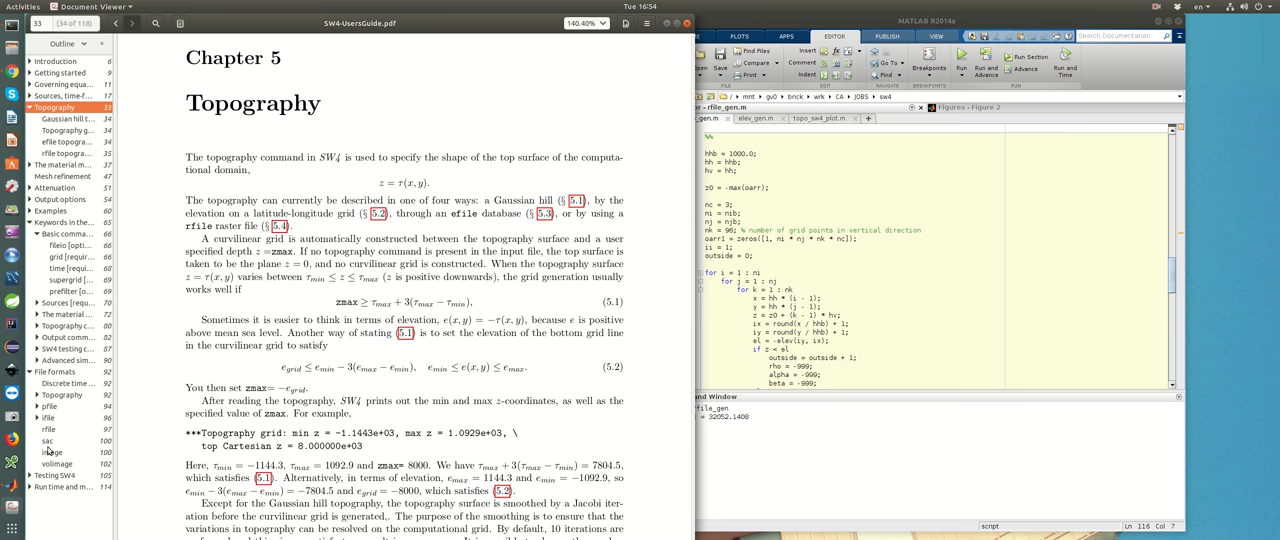 Activities Document Viewer Tue 16:54 en
33 (34 of 118) SW4-UsersGuide.pdf 140.40%
Outline
Introduction 6
Getting started 9
Governing equa... 11
Sources, time-f... 17
Topography 33
Gaussian hill t... 34
Topography g... 34
efile topogra... 34
rfile topogra... 35
The material m... 37
Mesh refinement 47
Attenuation 51
Output options 54
Examples 60
Keywords in the... 65
Basic comma... 66
fileio [opti... 66
grid [requir... 66
time [requi... 68
supergrid [... 68
prefilter [o... 69
Sources [requ... 70
The material ... 72
Topography c... 80
Output comm... 82
SW4 testing c... 87
Advanced sim... 90
File formats 92
Discrete time ... 92
Topography 92
pfile 94
ifile 96
rfile 97
sac 100
image 100
volimage 102
Testing SW4 105
Run time and m... 114
Chapter 5
Topography
The topography command in SW4 is used to specify the shape of the top surface of the computa-
tional domain,
z = τ(x, y).
The topography can currently be described in one of four ways: a Gaussian hill (§ 5.1), by the
elevation on a latitude-longitude grid (§ 5.2), through an efile database (§ 5.3), or by using a
rfile raster file (§ 5.4).
A curvilinear grid is automatically constructed between the topography surface and a user
specified depth z =zmax. If no topography command is present in the input file, the top surface is
taken to be the plane z = 0, and no curvilinear grid is constructed. When the topography surface
z = τ(x, y) varies between τmin ≤ z ≤ τmax (z is positive downwards), the grid generation usually
works well if
zmax ≥ τmax + 3(τmax − τmin), (5.1)
Sometimes it is easier to think in terms of elevation, e(x, y) = −τ(x, y), because e is positive
above mean sea level. Another way of stating (5.1) is to set the elevation of the bottom grid line
in the curvilinear grid to satisfy
egrid ≤ emin − 3(emax − emin), emin ≤ e(x, y) ≤ emax. (5.2)
You then set zmax= −egrid.
After reading the topography, SW4 prints out the min and max z-coordinates, as well as the
specified value of zmax. For example,
***Topography grid: min z = -1.1443e+03, max z = 1.0929e+03, \
top Cartesian z = 8.000000e+03
Here, τmin = −1144.3, τmax = 1092.9 and zmax= 8000. We have τmax + 3(τmax − τmin) = 7804.5,
which satisfies (5.1). Alternatively, in terms of elevation, emax = 1144.3 and emin = −1092.9, so
emin − 3(emax − emin) = −7804.5 and egrid = −8000, which satisfies (5.2).
Except for the Gaussian hill topography, the topography surface is smoothed by a Jacobi iter-
ation before the curvilinear grid is generated,. The purpose of the smoothing is to ensure that the
variations in topography can be resolved on the computational grid. By default, 10 iterations are
MATLAB R2014a
PLOTS APPS EDITOR PUBLISH VIEW Search Documentation
Open Save Find Files Compare Print Insert Comment Indent fx Go To Find Breakpoints Run Run and Advance Run Section Advance Run and Time
FILE EDIT NAVIGATE BREAKPOINTS RUN
/ mnt gv0 brick wrk CA JOBS sw4
or - rfile_gen.m Figures - Figure 2
_gen.m elev_gen.m topo_sw4_plot.m +
%%
hhb = 1000.0;
hh = hhb;
hv = hh;
z0 = -max(oarr);
nc = 3;
ni = nib;
nj = njb;
nk = 96; % number of grid points in vertical direction
oarr1 = zeros([1, ni * nj * nk * nc]);
ii = 1;
outside = 0;
for i = 1 : ni
for j = 1 : nj
for k = 1 : nk
x = hh * (i - 1);
y = hh * (j - 1);
z = z0 + (k - 1) * hv;
ix = round(x / hhb) + 1;
iy = round(y / hhb) + 1;
el = -elev(iy, ix);
if z < el
outside = outside + 1;
rho = -999;
alpha = -999;
beta = -999;
and Window
rfile_gen
= 32052.1408
script Ln 116 Col 7